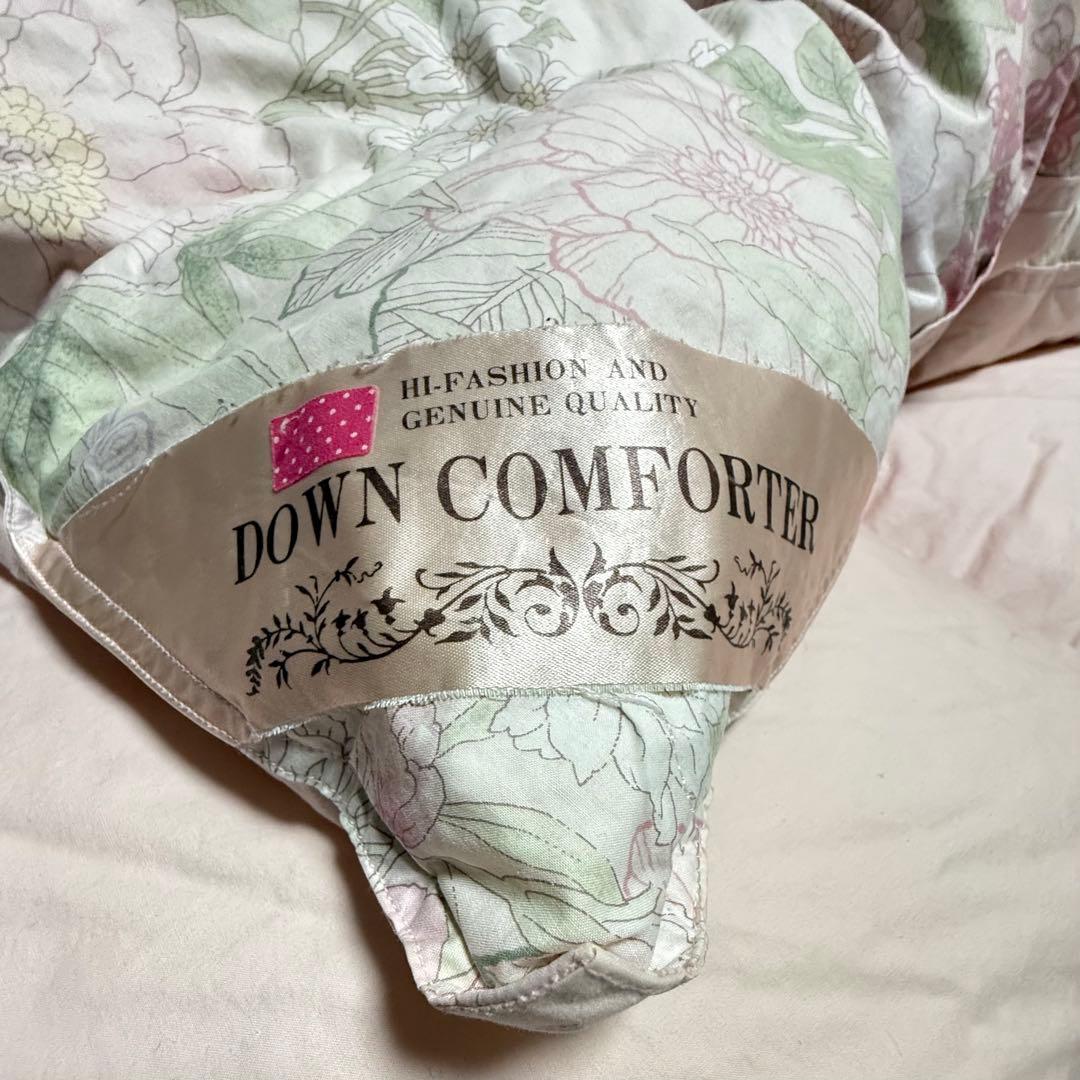 HI-FASHION AND
GENUINE QUALITY
DOWN COMFORTER